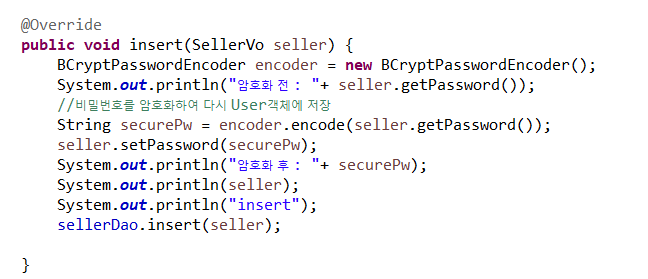 @Override
public void insert(SellerVo seller) {
    BCryptPasswordEncoder encoder = new BCryptPasswordEncoder();
    System.out.println("암호화 전 : "+ seller.getPassword());
    //비밀번호를 암호화하여 다시 User객체에 저장
    String securePw = encoder.encode(seller.getPassword());
    seller.setPassword(securePw);
    System.out.println("암호화 후 : "+ securePw);
    System.out.println(seller);
    System.out.println("insert");
    sellerDao.insert(seller);
}